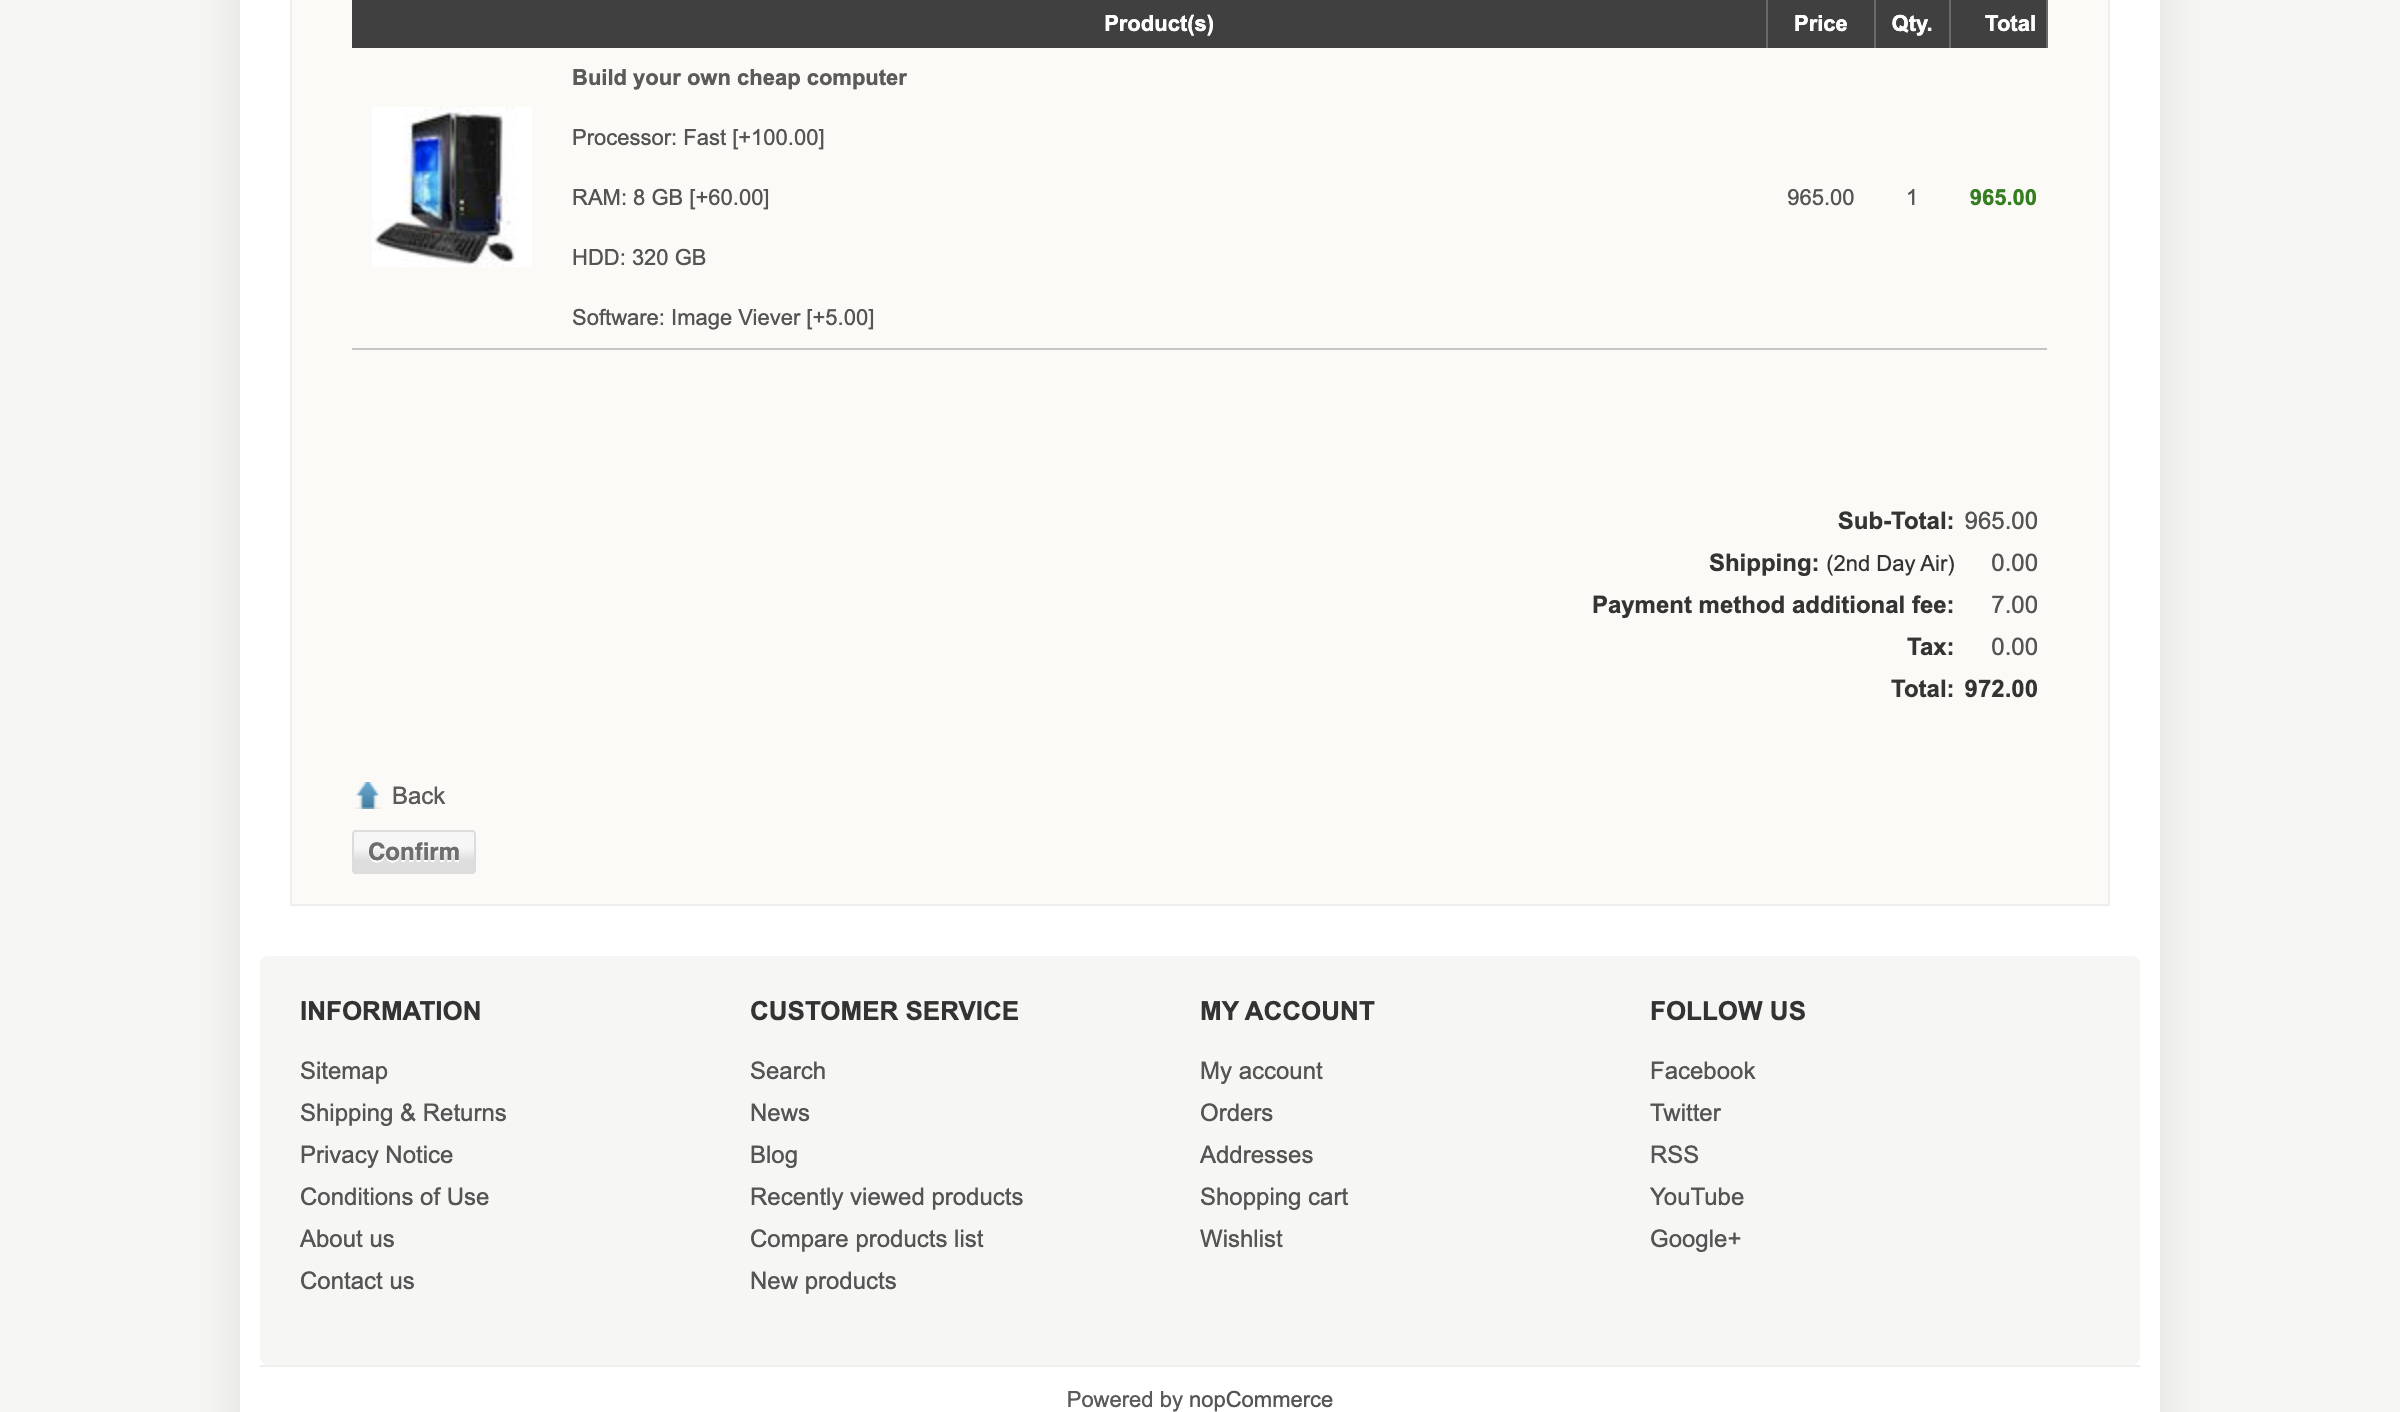 Product(s) Price Qty. Total
Build your own cheap computer
Processor: Fast [+100.00]
RAM: 8 GB [+60.00] 965.00 1 965.00
HDD: 320 GB
Software: Image Viever [+5.00]
Sub-Total: 965.00
Shipping: (2nd Day Air) 0.00
Payment method additional fee: 7.00
Tax: 0.00
Total: 972.00
Back
Confirm
INFORMATION
Sitemap
Shipping & Returns
Privacy Notice
Conditions of Use
About us
Contact us
CUSTOMER SERVICE
Search
News
Blog
Recently viewed products
Compare products list
New products
MY ACCOUNT
My account
Orders
Addresses
Shopping cart
Wishlist
FOLLOW US
Facebook
Twitter
RSS
YouTube
Google+
Powered by nopCommerce